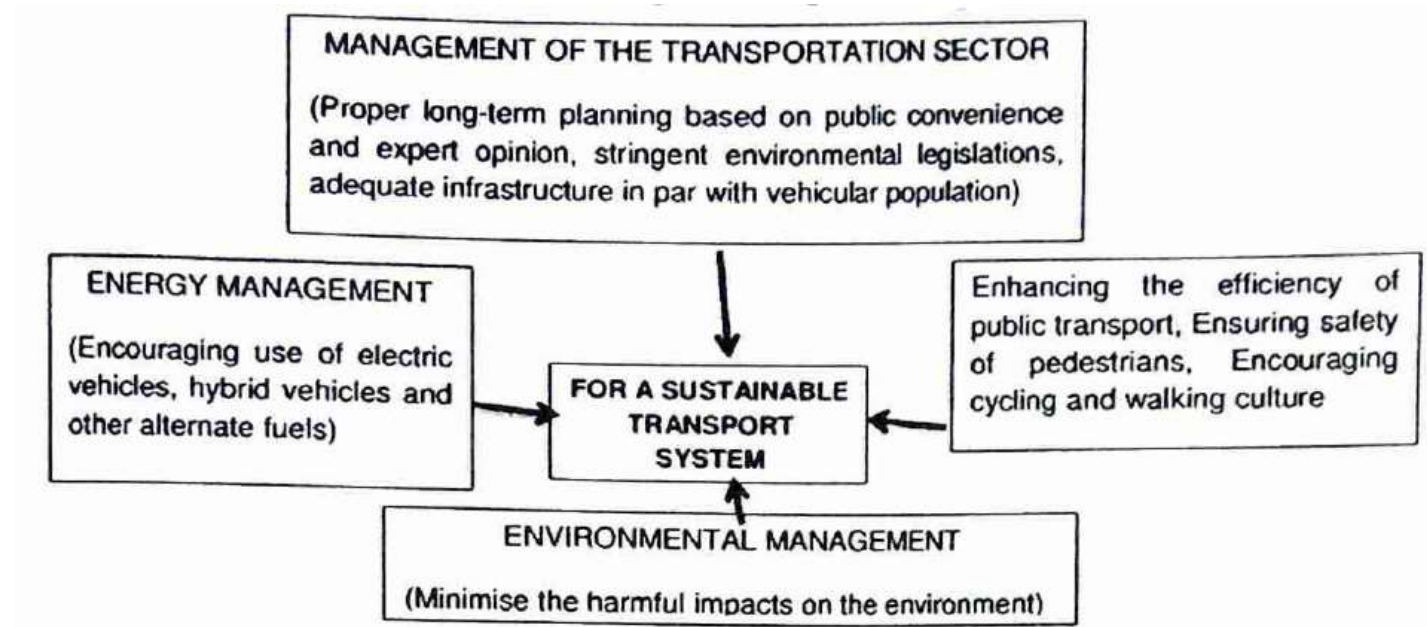 MANAGEMENT OF THE TRANSPORTATION SECTOR
(Proper long-term planning based on public convenience
and expert opinion, stringent environmental legislations,
adequate infrastructure in par with vehicular population)
ENERGY MANAGEMENT
(Encouraging use of electric
vehicles, hybrid vehicles and
other alternate fuels)
FOR A SUSTAINABLE
TRANSPORT
SYSTEM
Enhancing the efficiency of
public transport, Ensuring safety
of pedestrians, Encouraging
cycling and walking culture
ENVIRONMENTAL MANAGEMENT
(Minimise the harmful impacts on the environment)